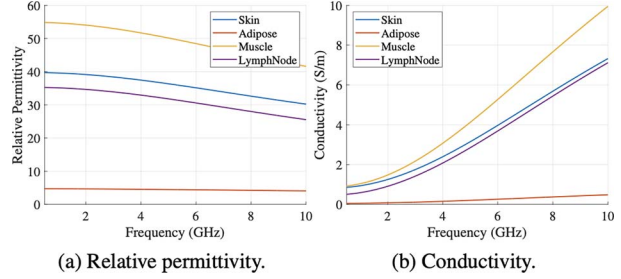 60
50
40
30
20
10
0
Relative Permittivity
Skin
Adipose
Muscle
LymphNode
2
4
6
8
10
Frequency (GHz)
(a) Relative permittivity.
10
8
6
4
2
0
Conductivity (S/m)
Skin
Adipose
Muscle
LymphNode
2
4
6
8
10
Frequency (GHz)
(b) Conductivity.